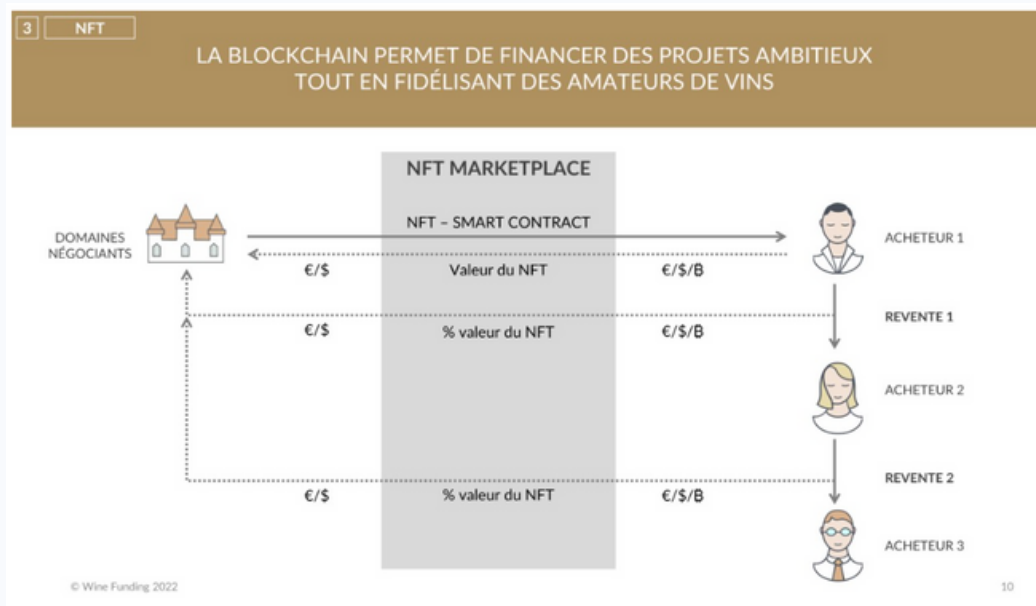 3 NFT
LA BLOCKCHAIN PERMET DE FINANCER DES PROJETS AMBITIEUX
TOUT EN FIDÉLISANT DES AMATEURS DE VINS
NFT MARKETPLACE
NFT – SMART CONTRACT
DOMAINES
NÉGOCIANTS
ACHETEUR 1
€/$ Valeur du NFT €/$/B
REVENTE 1
€/$ % valeur du NFT €/$/B
ACHETEUR 2
REVENTE 2
€/$ % valeur du NFT €/$/B
ACHETEUR 3
© Wine Funding 2022 10